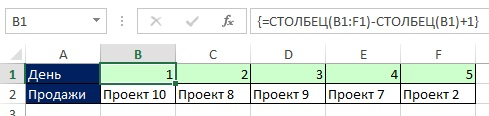 B1 fx {=СТОЛБЕЦ(B1:F1)-СТОЛБЕЦ(B1)+1}
A B C D E F
1 День 1 2 3 4 5
2 Продажи Проект 10 Проект 8 Проект 9 Проект 7 Проект 2
3